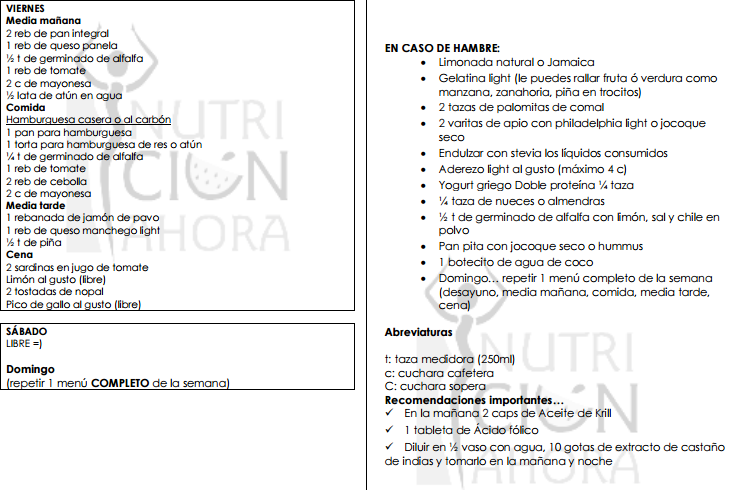 VIERNES
Media mañana
2 reb de pan integral
1 reb de queso panela
½ t de germinado de alfalfa
1 reb de tomate
2 c de mayonesa
½ lata de atún en agua
Comida
Hamburguesa casera o al carbón
1 pan para hamburguesa
1 torta para hamburguesa de res o atún
¼ t de germinado de alfalfa
1 reb de tomate
2 reb de cebolla
2 c de mayonesa
Media tarde
1 rebanada de jamón de pavo
1 reb de queso manchego light
½ t de piña
Cena
2 sardinas en jugo de tomate
Limón al gusto (libre)
2 tostadas de nopal
Pico de gallo al gusto (libre)
SÁBADO
LIBRE =)
Domingo
(repetir 1 menú COMPLETO de la semana)
NUTRI
CIÓN
AHORA
EN CASO DE HAMBRE:
• Limonada natural o Jamaica
• Gelatina light (le puedes rallar fruta ó verdura como
manzana, zanahoria, piña en trocitos)
• 2 tazas de palomitas de comal
• 2 varitas de apio con philadelphia light o jocoque
seco
• Endulzar con stevia los líquidos consumidos
• Aderezo light al gusto (máximo 4 c)
• Yogurt griego Doble proteína ¼ taza
• ¼ taza de nueces o almendras
• ½ t de germinado de alfalfa con limón, sal y chile en
polvo
• Pan pita con jocoque seco o hummus
• 1 botecito de agua de coco
• Domingo… repetir 1 menú completo de la semana
(desayuno, media mañana, comida, media tarde,
cena)
Abreviaturas
t: taza medidora (250ml)
c: cuchara cafetera
C: cuchara sopera
Recomendaciones importantes…
✓ En la mañana 2 caps de Aceite de Krill
✓ 1 tableta de Ácido fólico
✓ Diluir en ½ vaso con agua, 10 gotas de extracto de castaño
de indias y tomarlo en la mañana y noche
NUTRI
CIÓN
AHORA